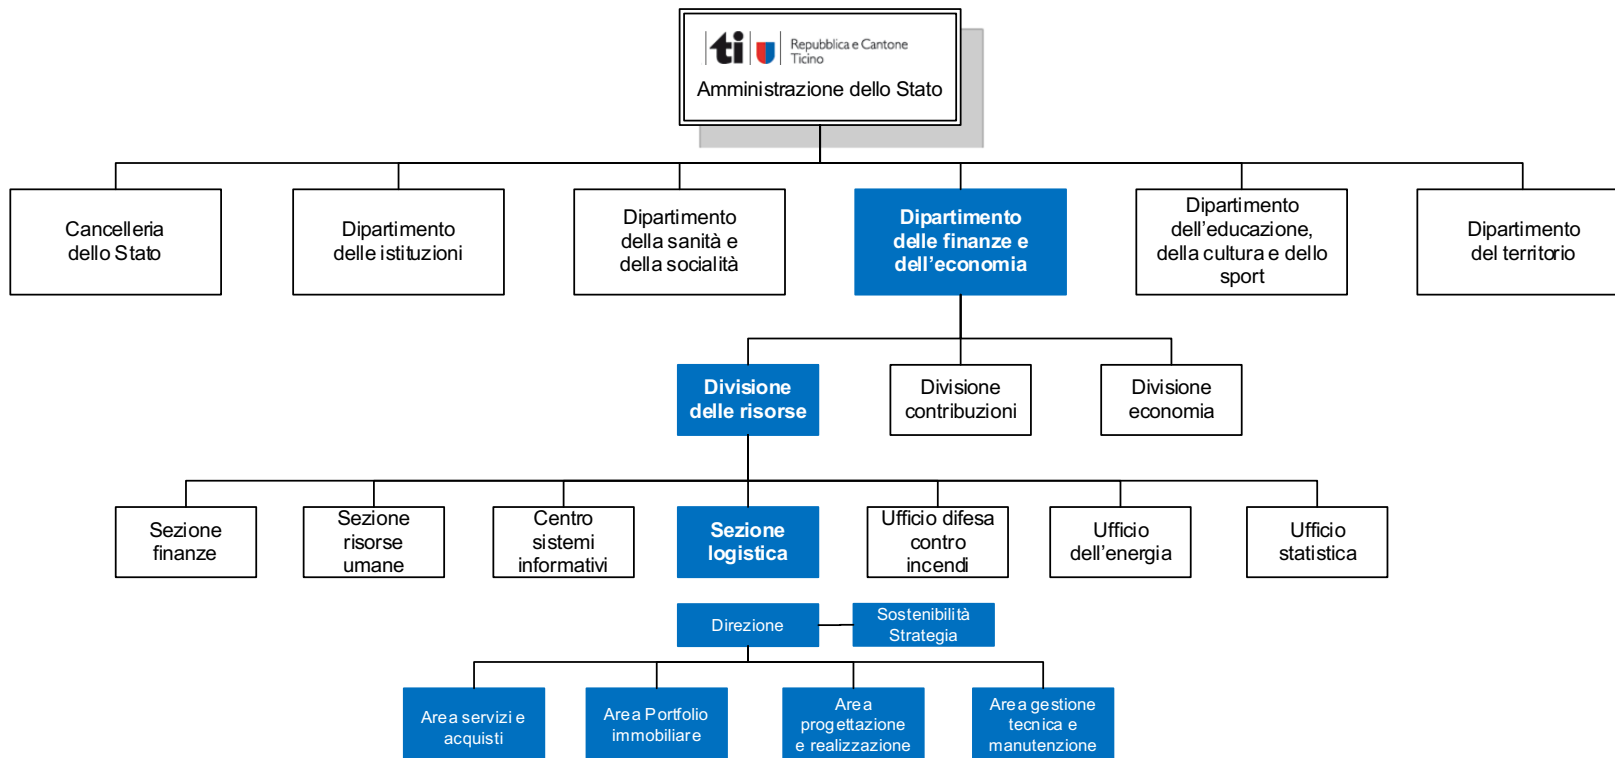 ti
Repubblica e Cantone
Ticino
Amministrazione dello Stato
Cancelleria
dello Stato
Dipartimento
delle istituzioni
Dipartimento
della sanità e
della socialità
Dipartimento
delle finanze e
dell'economia
Dipartimento
dell'educazione,
della cultura e dello
sport
Dipartimento
del territorio
Divisione
delle risorse
Divisione
contribuzioni
Divisione
economia
Sezione
finanze
Sezione
risorse
umane
Centro
sistemi
informativi
Sezione
logistica
Ufficio difesa
contro
incendi
Ufficio
dell'energia
Ufficio
statistica
Direzione
Sostenibilità
Strategia
Area servizi e
acquisti
Area Portfolio
immobiliare
Area
progettazione
e realizzazione
Area gestione
tecnica e
manutenzione